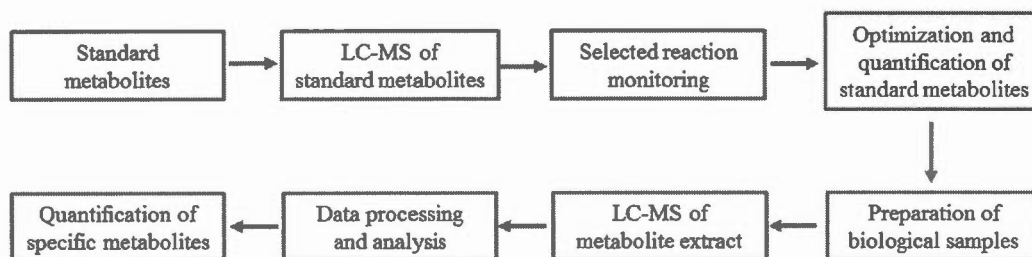 Standard
metabolites
LC-MS of
standard metabolites
Selected reaction
monitoring
Optimization and
quantification of
standard metabolites
Preparation of
biological samples
LC-MS of
metabolite extract
Data processing
and analysis
Quantification of
specific metabolites